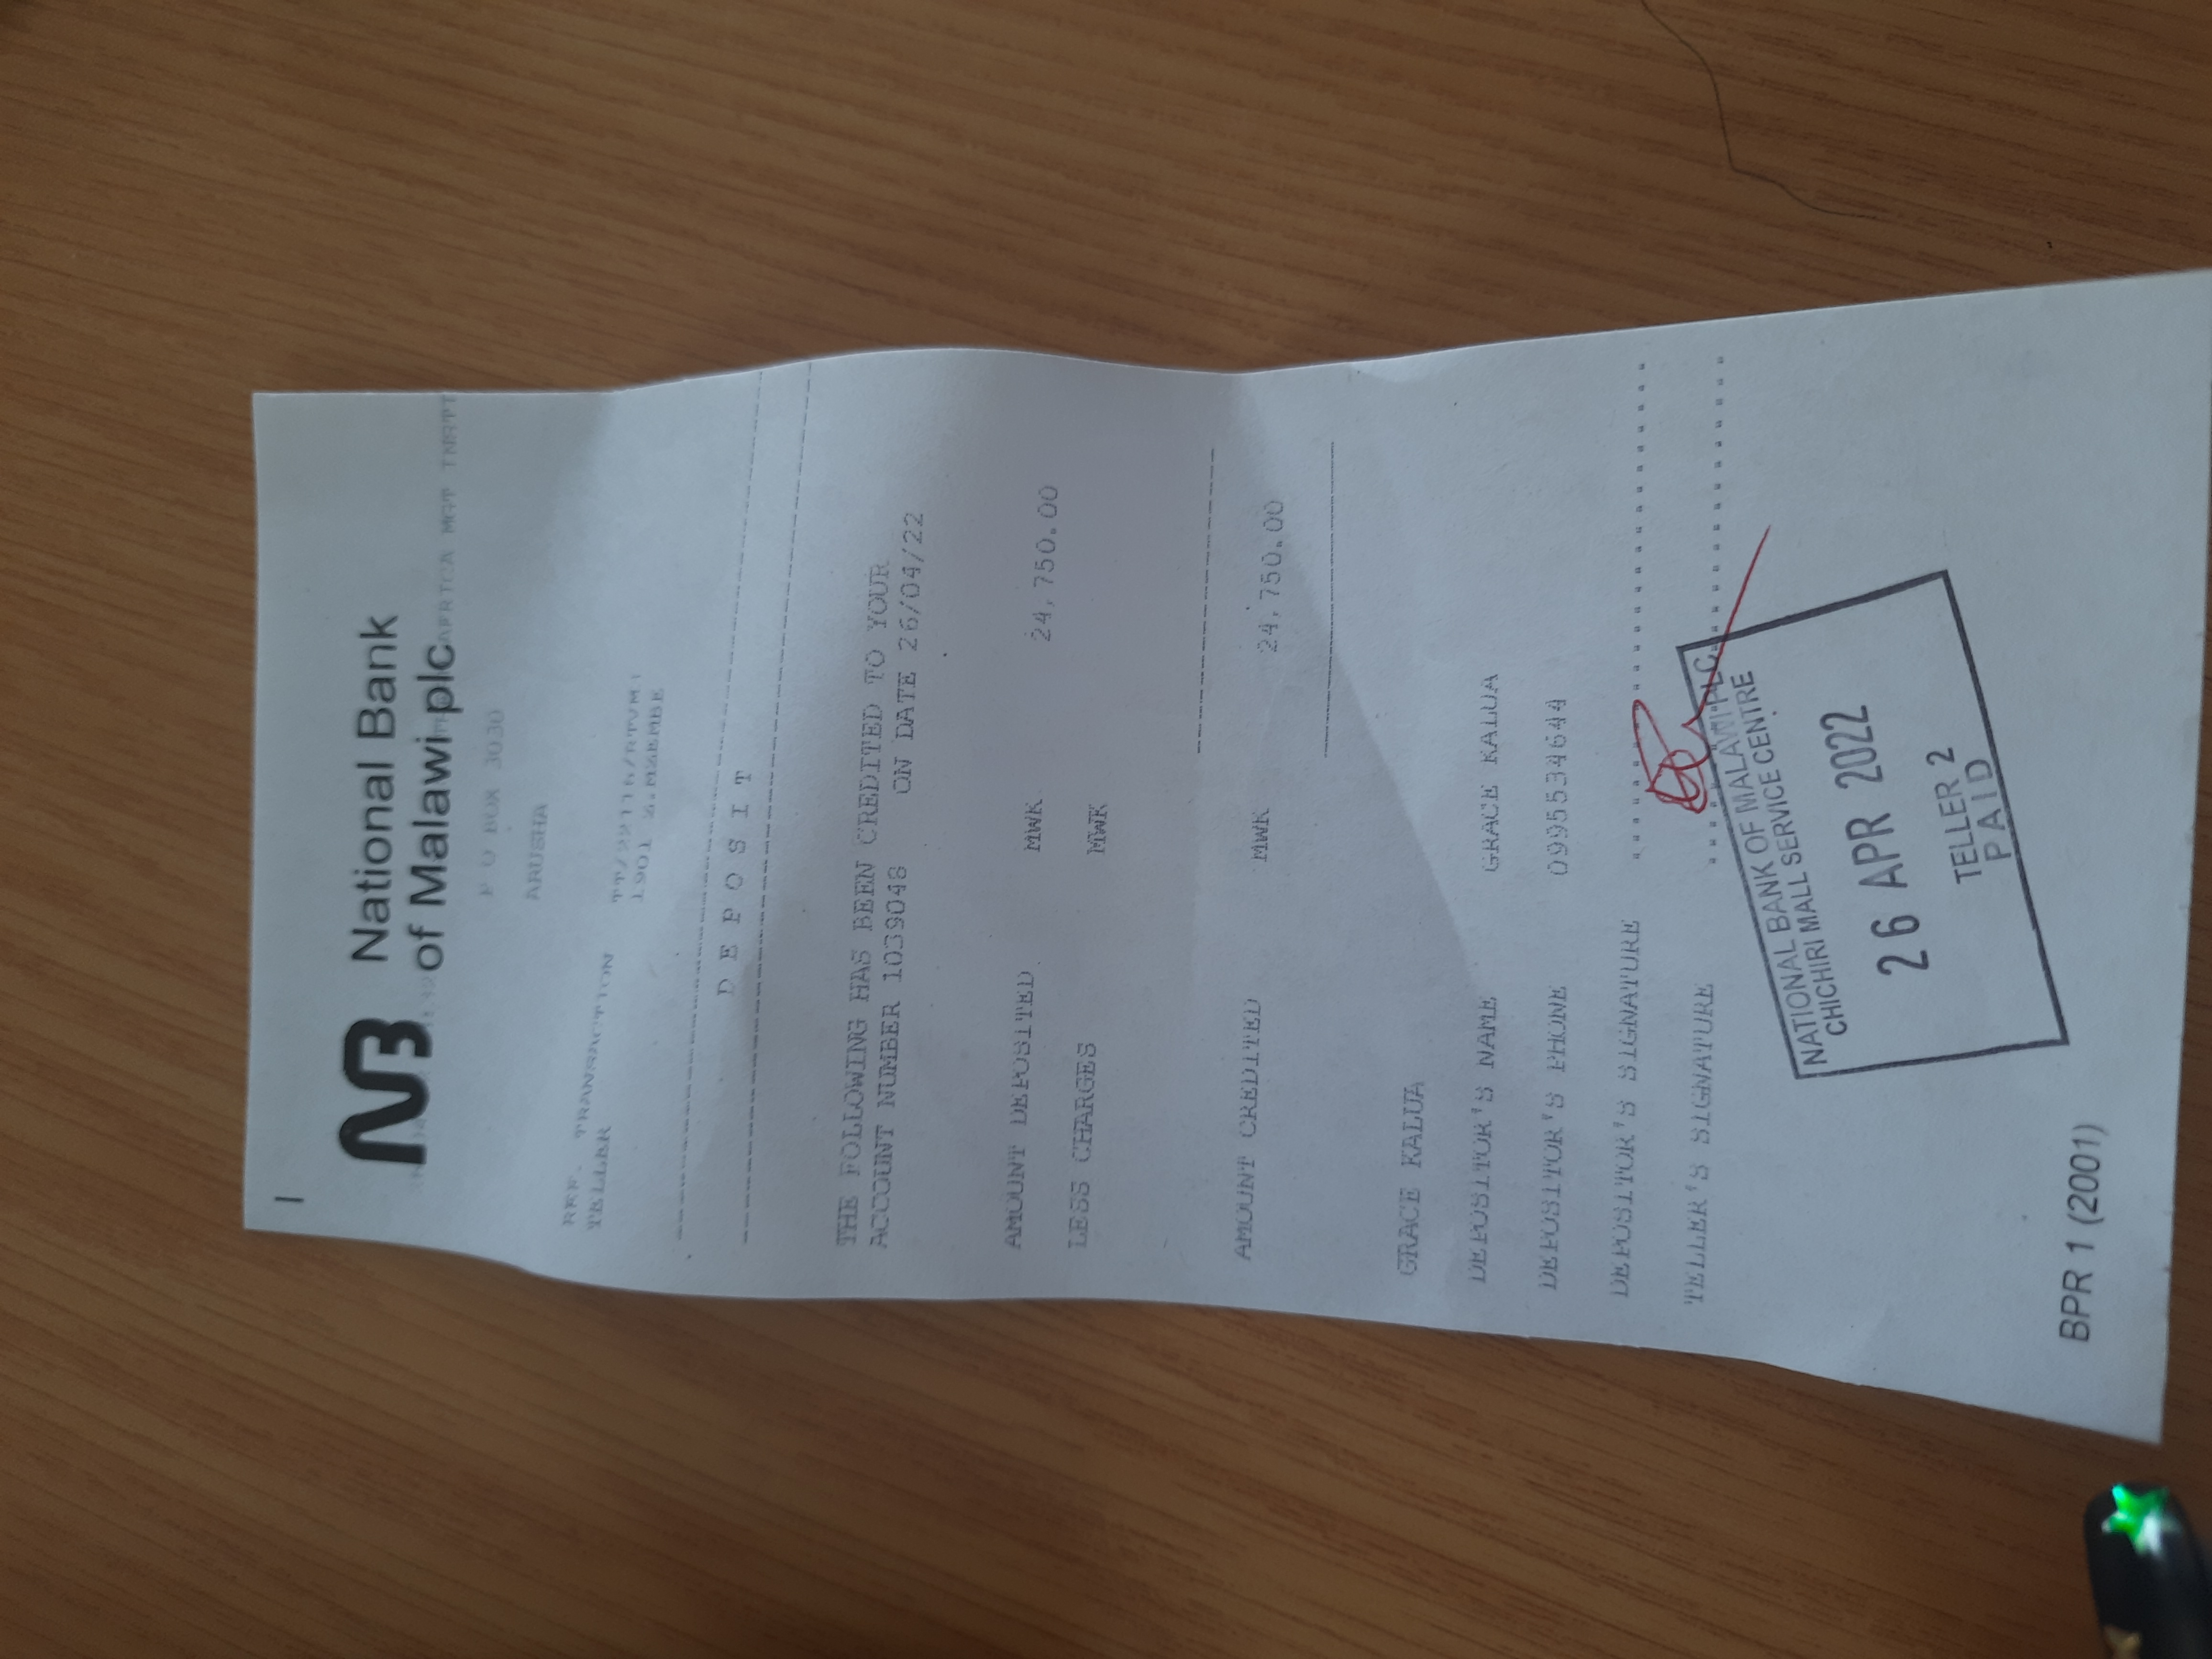 NB National Bank
of Malawi plc
P O BOX 3030
ARUSHA
REF. TRANSACTION
TELLER 1901 Z.MZEMBE
D E P O S I T
THE FOLLOWING HAS BEEN CREDITED TO YOUR
ACCOUNT NUMBER 1039048 ON DATE 26/04/22
AMOUNT DEPOSITED MWK 24,750.00
LESS CHARGES MWK
AMOUNT CREDITED MWK 24,750.00
GRACE KALUA
DEPOSITOR'S NAME GRACE KALUA
DEPOSITOR'S PHONE 0995534644
DEPOSITOR'S SIGNATURE
TELLER'S SIGNATURE
NATIONAL BANK OF MALAWI PLC
CHICHIRI MALL SERVICE CENTRE
26 APR 2022
TELLER 2
PAID
BPR 1 (2001)